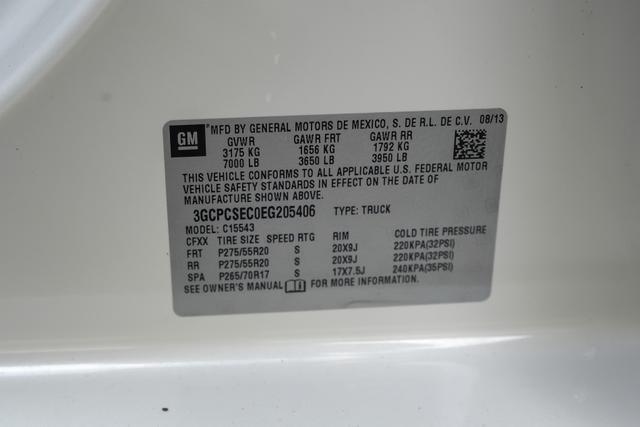 GM MFD BY GENERAL MOTORS DE MEXICO, S. DE R.L. DE C.V. 08/13
GVWR GAWR FRT GAWR RR
3175 KG 1656 KG 1792 KG
7000 LB 3650 LB 3950 LB
THIS VEHICLE CONFORMS TO ALL APPLICABLE U.S. FEDERAL MOTOR
VEHICLE SAFETY STANDARDS IN EFFECT ON THE DATE OF
MANUFACTURE SHOWN ABOVE.
3GCPCSEC0EG205406 TYPE: TRUCK
MODEL: C15543
CFXX TIRE SIZE SPEED RTG RIM COLD TIRE PRESSURE
FRT P275/55R20 S 20X9J 220KPA(32PSI)
RR P275/55R20 S 20X9J 220KPA(32PSI)
SPA P265/70R17 S 17X7.5J 240KPA(35PSI)
SEE OWNER'S MANUAL FOR MORE INFORMATION.